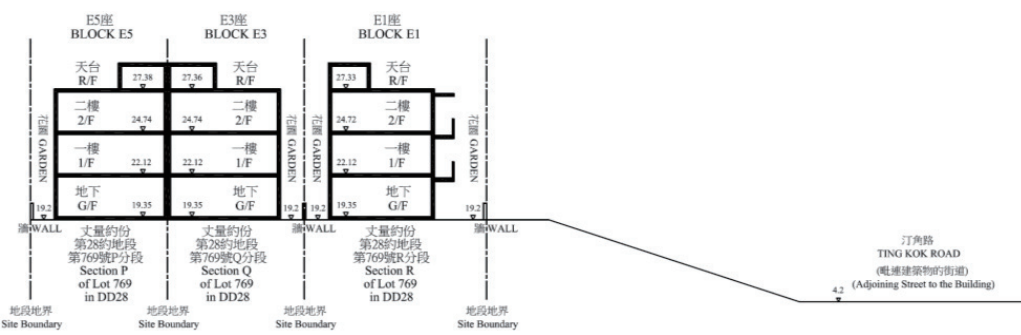 E5座
BLOCK E5
E3座
BLOCK E3
E1座
BLOCK E1
天台
R/F
27.38
27.36
天台
R/F
27.33
天台
R/F
二樓
2/F
24.74
24.74
二樓
2/F
24.72
二樓
2/F
一樓
1/F
22.12
22.12
一樓
1/F
22.12
一樓
1/F
地下
G/F
19.35
19.35
地下
G/F
19.35
地下
G/F
花園 GARDEN
花園 GARDEN
花園 GARDEN
花園 GARDEN
19.2
19.2
19.2
19.2
牆 WALL
牆 WALL
牆 WALL
丈量約份
第28約地段
第769號P分段
Section P
of Lot 769
in DD28
丈量約份
第28約地段
第769號Q分段
Section Q
of Lot 769
in DD28
丈量約份
第28約地段
第769號R分段
Section R
of Lot 769
in DD28
地段地界
Site Boundary
地段地界
Site Boundary
地段地界
Site Boundary
地段地界
Site Boundary
汀角路
TING KOK ROAD
(毗連建築物的街道)
(Adjoining Street to the Building)
4.2